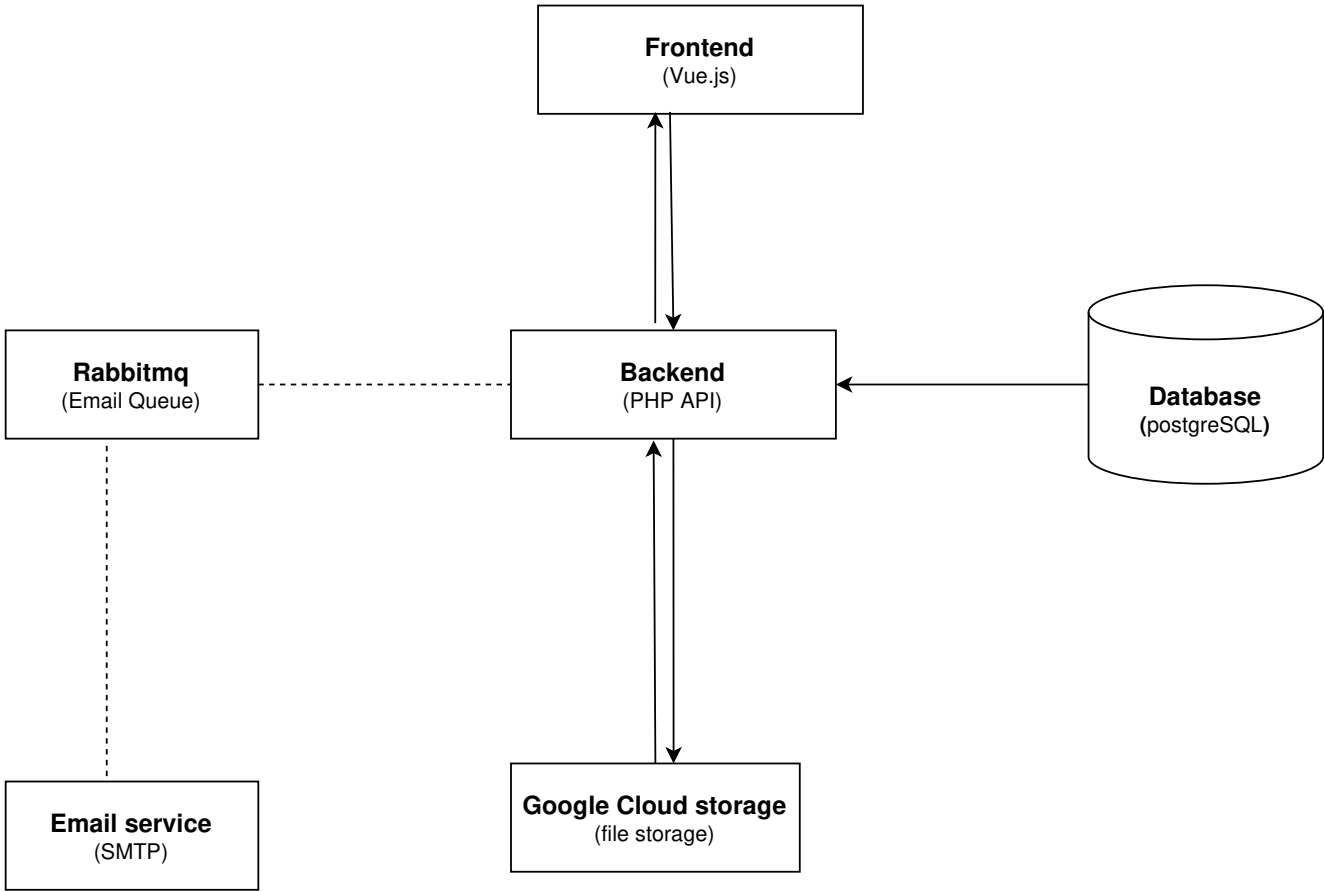 Frontend
(Vue.js)
Rabbitmq
(Email Queue)
Backend
(PHP API)
Database
(postgreSQL)
Email service
(SMTP)
Google Cloud storage
(file storage)